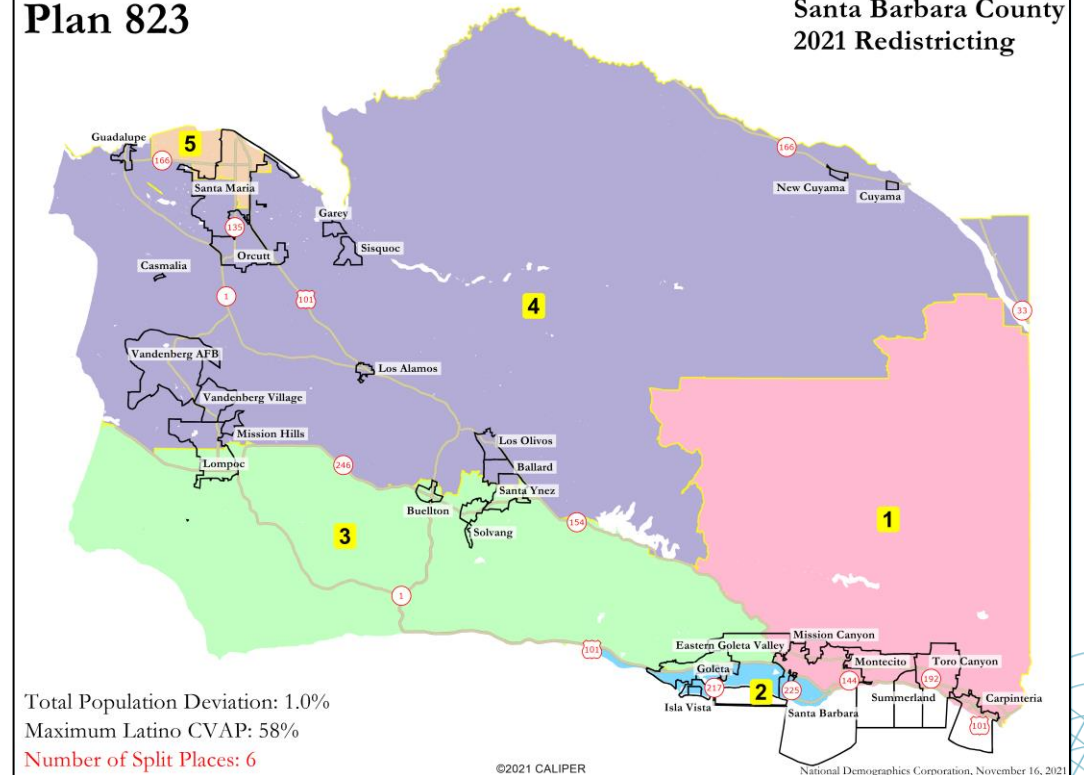 Plan 823
Santa Barbara County
2021 Redistricting
Guadalupe
5
166
166
Santa Maria
New Cuyama
Cuyama
Garey
135
Sisquoc
Orcutt
Casmalia
1
101
4
33
Vandenberg AFB
Los Alamos
Vandenberg Village
Mission Hills
Los Olivos
Lompoc
246
Ballard
Santa Ynez
Buellton
154
1
3
Solvang
1
101
Mission Canyon
Eastern Goleta Valley
Montecito
Toro Canyon
Goleta
217
2
225
144
192
Isla Vista
Santa Barbara
Summerland
Carpinteria
101
Total Population Deviation: 1.0%
Maximum Latino CVAP: 58%
Number of Split Places: 6
©2021 CALIPER
National Demographics Corporation, November 16, 2021